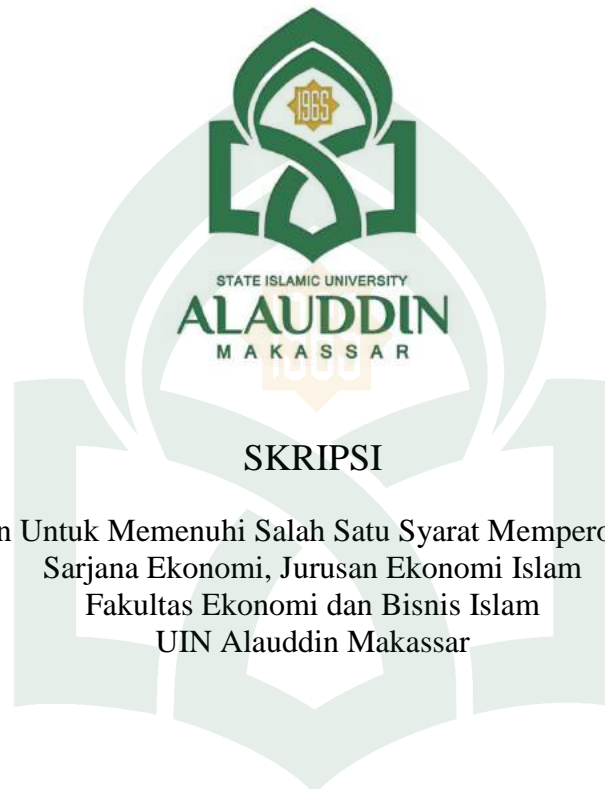 1965
STATE ISLAMIC UNIVERSITY
ALAUDDIN
MAKASSAR
SKRIPSI
n Untuk Memenuhi Salah Satu Syarat Mempero
Sarjana Ekonomi, Jurusan Ekonomi Islam
Fakultas Ekonomi dan Bisnis Islam
UIN Alauddin Makassar